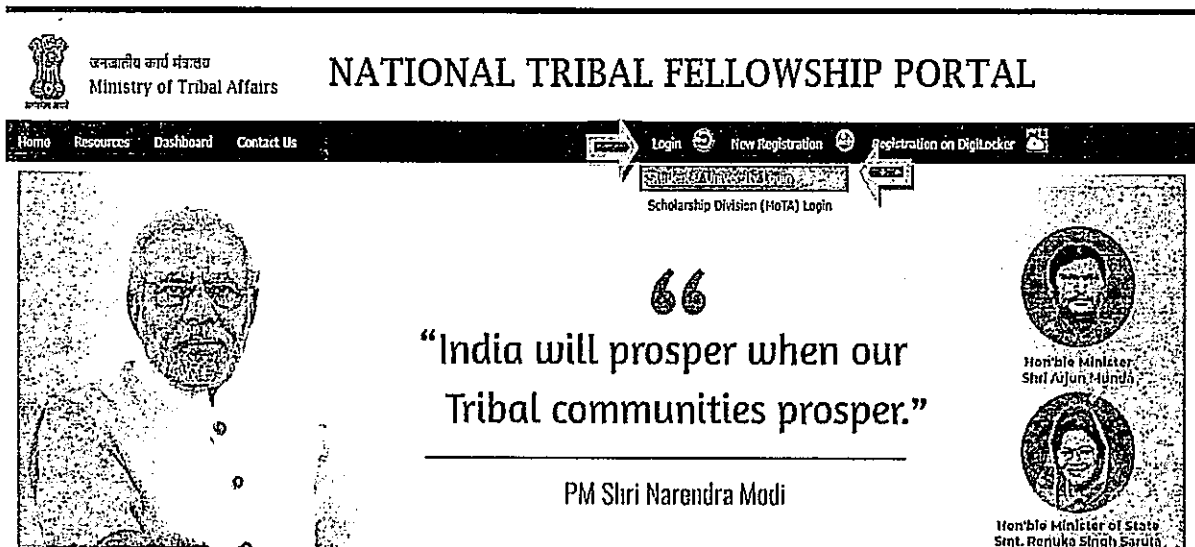 जनजातीय कार्य मंत्रालय
Ministry of Tribal Affairs
NATIONAL TRIBAL FELLOWSHIP PORTAL
Home Resources Dashboard Contact Us Login New Registration Registration on DigiLocker
Scholarship Division (MoTA) Login
“India will prosper when our
Tribal communities prosper.”
PM Shri Narendra Modi
Hon'ble Minister
Shri Arjun Munda
Hon'ble Minister of State
Smt. Renuka Singh Saruta